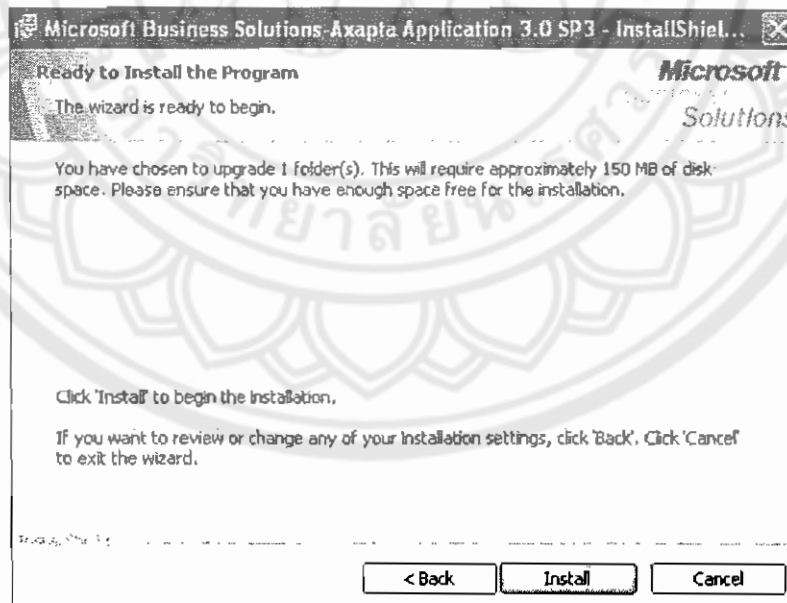 Microsoft Business Solutions-Axapta Application 3.0 SP3 - InstallShiel...
Ready to Install the Program
Microsoft
The wizard is ready to begin.
Solutions
You have chosen to upgrade 1 folder(s). This will require approximately 150 MB of disk
space. Please ensure that you have enough space free for the installation.
Click 'Install' to begin the installation.
If you want to review or change any of your installation settings, click 'Back'. Click 'Cancel'
to exit the wizard.
< Back
Install
Cancel